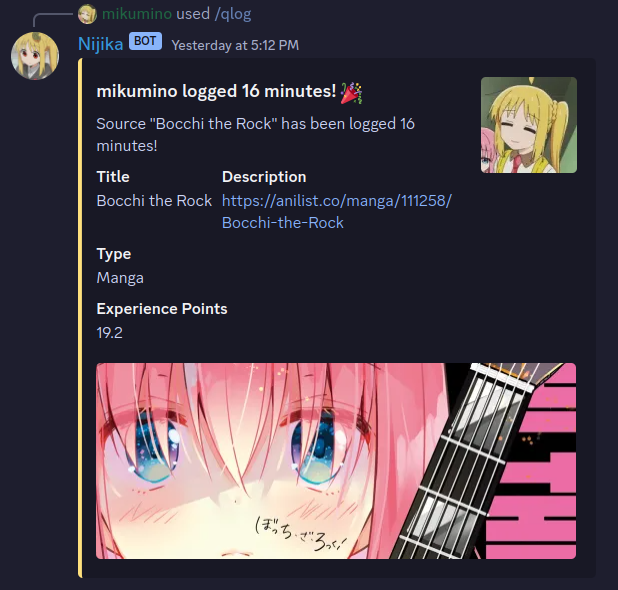 mikumino used /qlog
Nijika BOT Yesterday at 5:12 PM
mikumino logged 16 minutes! 🎉
Source "Bocchi the Rock" has been logged 16
minutes!
Title Description
Bocchi the Rock https://anilist.co/manga/111258/
Bocchi-the-Rock
Type
Manga
Experience Points
19.2
ぼっち・ざ・ろっく!